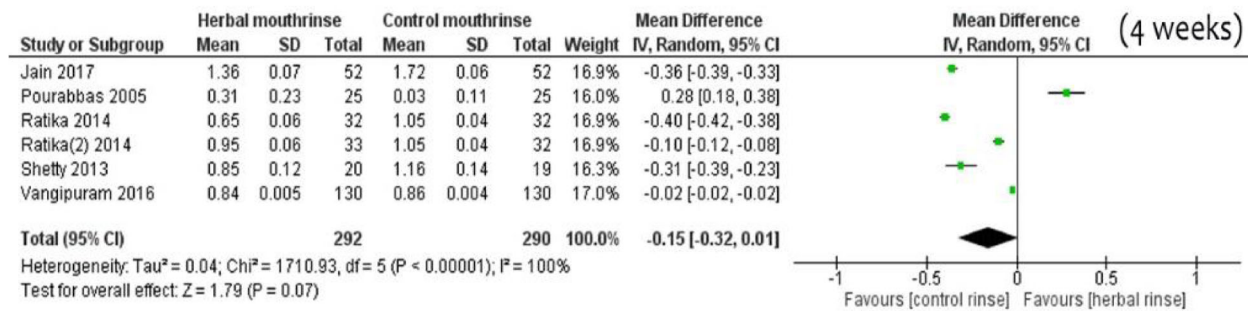 Herbal mouthrinse Control mouthrinse Mean Difference Mean Difference (4 weeks)
Study or Subgroup Mean SD Total Mean SD Total Weight IV, Random, 95% CI IV, Random, 95% CI
Jain 2017 1.36 0.07 52 1.72 0.06 52 16.9% -0.36 [-0.39, -0.33]
Pourabbas 2005 0.31 0.23 25 0.03 0.11 25 16.0% 0.28 [0.18, 0.38]
Ratika 2014 0.65 0.06 32 1.05 0.04 32 16.9% -0.40 [-0.42, -0.38]
Ratika(2) 2014 0.95 0.06 33 1.05 0.04 32 16.9% -0.10 [-0.12, -0.08]
Shetty 2013 0.85 0.12 20 1.16 0.14 19 16.3% -0.31 [-0.39, -0.23]
Vangipuram 2016 0.84 0.005 130 0.86 0.004 130 17.0% -0.02 [-0.02, -0.02]
Total (95% CI) 292 290 100.0% -0.15 [-0.32, 0.01]
Heterogeneity: Tau² = 0.04; Chi² = 1710.93, df = 5 (P < 0.00001); I² = 100%
Test for overall effect: Z = 1.79 (P = 0.07)
-1 -0.5 0 0.5 1
Favours [control rinse] Favours [herbal rinse]